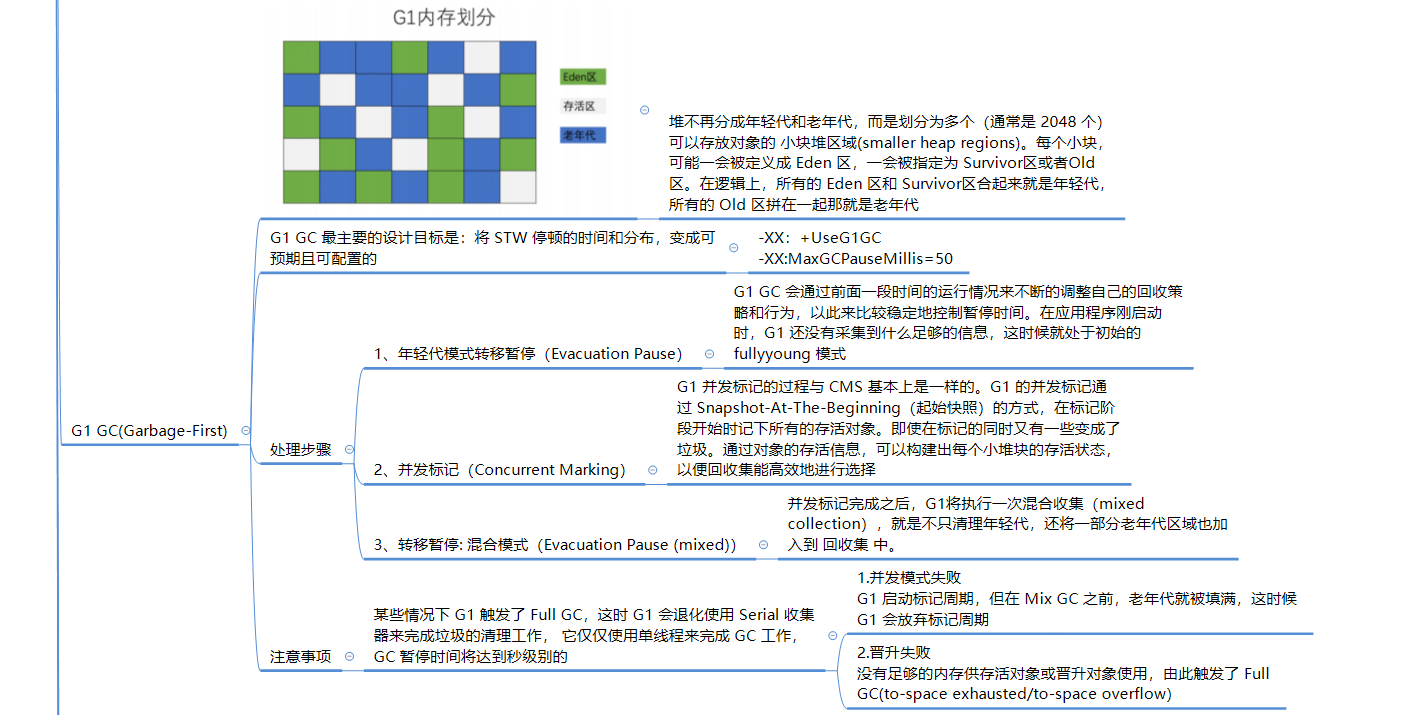 G1内存划分
Eden区
存活区
老年代
堆不再分成年轻代和老年代，而是划分为多个（通常是 2048 个）
可以存放对象的 小块堆区域(smaller heap regions)。每个小块，
可能一会被定义成 Eden 区，一会被指定为 Survivor区或者Old
区。在逻辑上，所有的 Eden 区和 Survivor区合起来就是年轻代，
所有的 Old 区拼在一起那就是老年代
G1 GC 最主要的设计目标是：将 STW 停顿的时间和分布，变成可
预期且可配置的
-XX：+UseG1GC
-XX:MaxGCPauseMillis=50
G1 GC(Garbage-First)
处理步骤
1、年轻代模式转移暂停（Evacuation Pause）
G1 GC 会通过前面一段时间的运行情况来不断的调整自己的回收策
略和行为，以此来比较稳定地控制暂停时间。在应用程序刚启动
时，G1 还没有采集到什么足够的信息，这时候就处于初始的
fullyyoung 模式
2、并发标记（Concurrent Marking）
G1 并发标记的过程与 CMS 基本上是一样的。G1 的并发标记通
过 Snapshot-At-The-Beginning（起始快照）的方式，在标记阶
段开始时记下所有的存活对象。即使在标记的同时又有一些变成了
垃圾。通过对象的存活信息，可以构建出每个小堆块的存活状态，
以便回收集能高效地进行选择
3、转移暂停: 混合模式（Evacuation Pause (mixed)）
并发标记完成之后，G1将执行一次混合收集（mixed
collection），就是不只清理年轻代，还将一部分老年代区域也加
入到 回收集 中。
注意事项
某些情况下 G1 触发了 Full GC，这时 G1 会退化使用 Serial 收集
器来完成垃圾的清理工作， 它仅仅使用单线程来完成 GC 工作，
GC 暂停时间将达到秒级别的
1.并发模式失败
G1 启动标记周期，但在 Mix GC 之前，老年代就被填满，这时候
G1 会放弃标记周期
2.晋升失败
没有足够的内存供存活对象或晋升对象使用，由此触发了 Full
GC(to-space exhausted/to-space overflow)